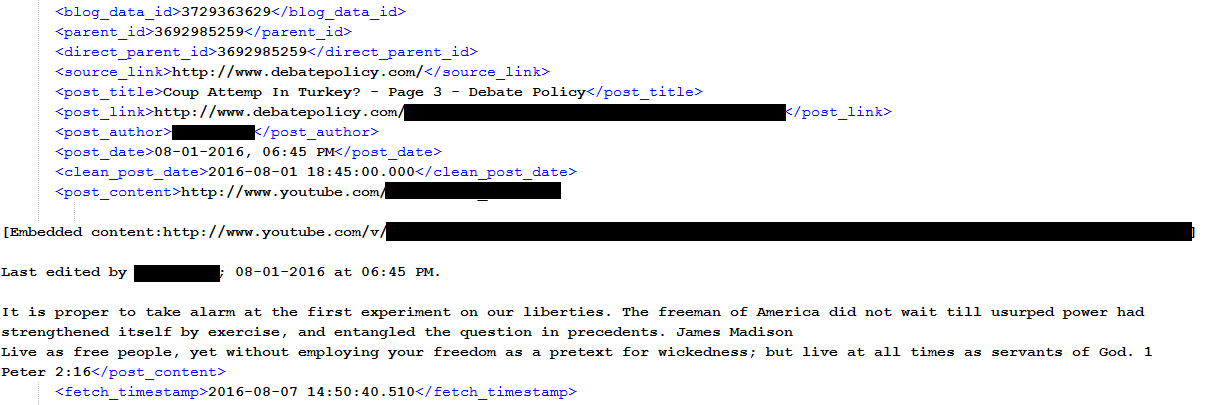 <blog_data_id>3729363629</blog_data_id>
<parent_id>3692985259</parent_id>
<direct_parent_id>3692985259</direct_parent_id>
<source_link>http://www.debatepolicy.com/</source_link>
<post_title>Coup Attemp In Turkey? - Page 3 - Debate Policy</post_title>
<post_link>http://www.debatepolicy.com/</post_link>
<post_author></post_author>
<post_date>08-01-2016, 06:45 PM</post_date>
<clean_post_date>2016-08-01 18:45:00.000</clean_post_date>
<post_content>http://www.youtube.com/
[Embedded content:http://www.youtube.com/v/]
Last edited by ; 08-01-2016 at 06:45 PM.
It is proper to take alarm at the first experiment on our liberties. The freeman of America did not wait till usurped power had
strengthened itself by exercise, and entangled the question in precedents. James Madison
Live as free people, yet without employing your freedom as a pretext for wickedness; but live at all times as servants of God. 1
Peter 2:16</post_content>
<fetch_timestamp>2016-08-07 14:50:40.510</fetch_timestamp>